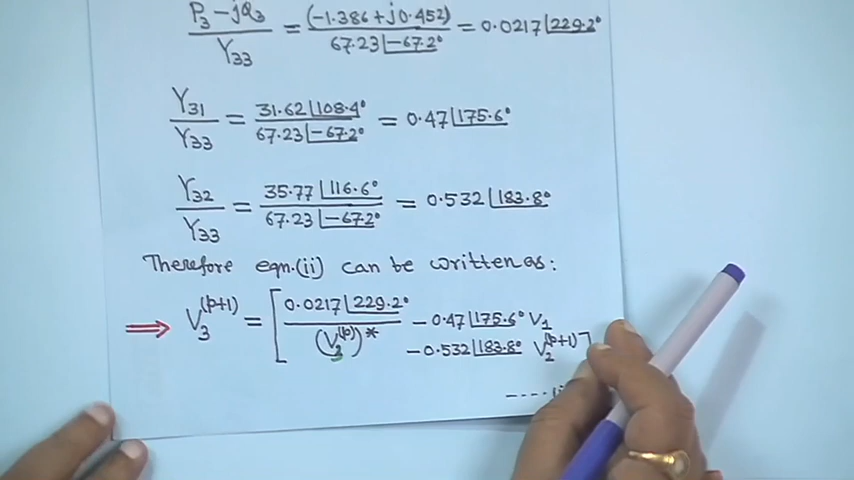 (P₃ − jQ₃) / Y₃₃ = (−1.386 + j0.452) / 67.23∠−67.2° = 0.0217∠229.2°
Y₃₁ / Y₃₃ = 31.62∠108.4° / 67.23∠−67.2° = 0.47∠175.6°
Y₃₂ / Y₃₃ = 35.77∠116.6° / 67.23∠−67.2° = 0.532∠183.8°
Therefore eqn.(ii) can be written as:
⇒ V₃^(p+1) = [ 0.0217∠229.2° / (V₃^(p))* − 0.47∠175.6° V₁
− 0.532∠183.8° V₂^(p+1) ]